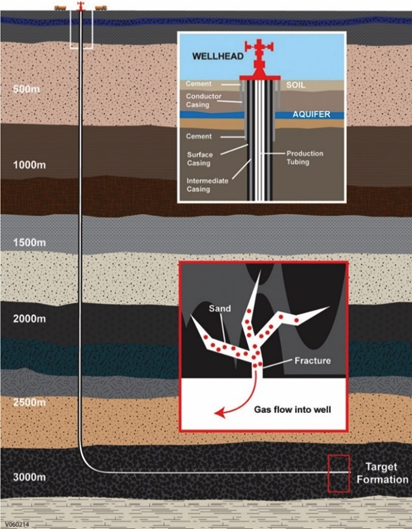 WELLHEAD
Cement
SOIL
Conductor
Casing
AQUIFER
Cement
Surface
Casing
Production
Tubing
Intermediate
Casing
500m
1000m
1500m
2000m
Sand
Fracture
Gas flow into well
2500m
3000m
Target
Formation
V060214